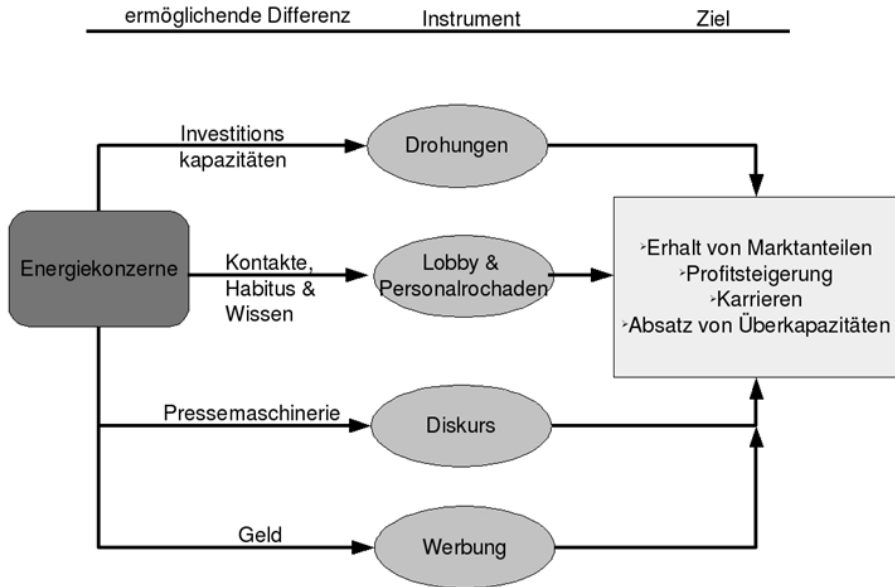 ermöglichende Differenz
Instrument
Ziel
Investitions
kapazitäten
Drohungen
Energiekonzerne
Kontakte,
Habitus &
Wissen
Lobby &
Personalrochaden
Erhalt von Marktanteilen
Profitsteigerung
Karrieren
Absatz von Überkapazitäten
Pressemaschinerie
Diskurs
Geld
Werbung